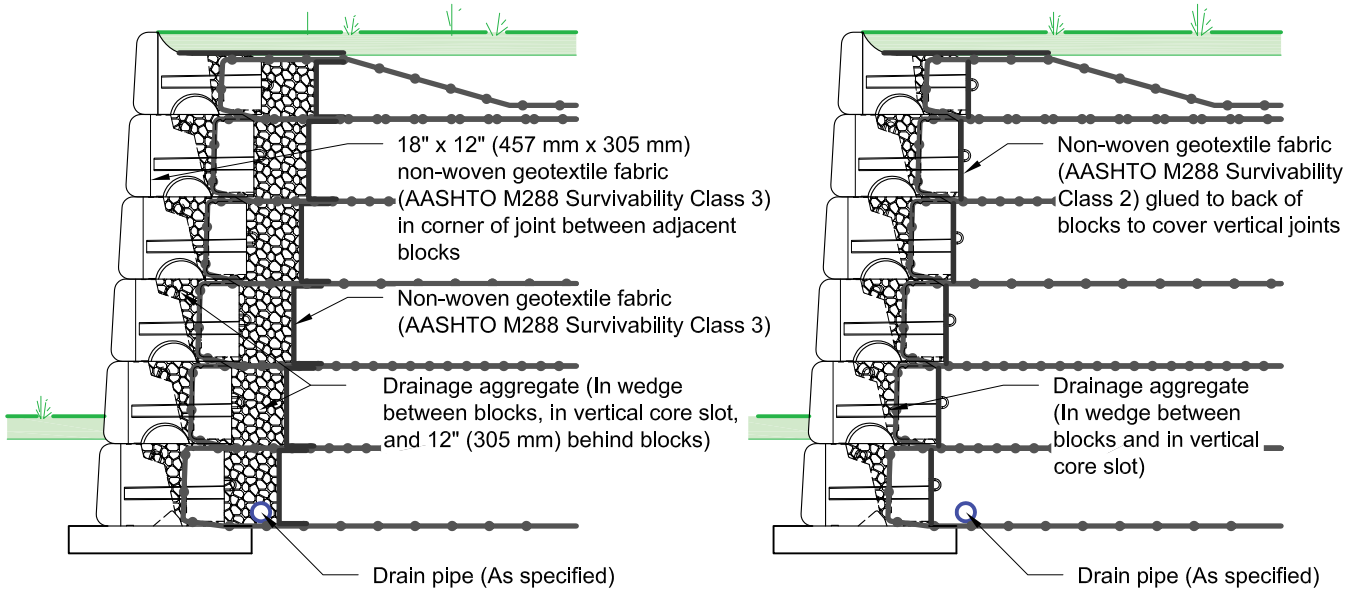 18" x 12" (457 mm x 305 mm)
non-woven geotextile fabric
(AASHTO M288 Survivability Class 3)
in corner of joint between adjacent
blocks
Non-woven geotextile fabric
(AASHTO M288 Survivability Class 3)
Drainage aggregate (In wedge
between blocks, in vertical core slot,
and 12" (305 mm) behind blocks)
Drain pipe (As specified)
Non-woven geotextile fabric
(AASHTO M288 Survivability
Class 2) glued to back of
blocks to cover vertical joints
Drainage aggregate
(In wedge between
blocks and in vertical
core slot)
Drain pipe (As specified)